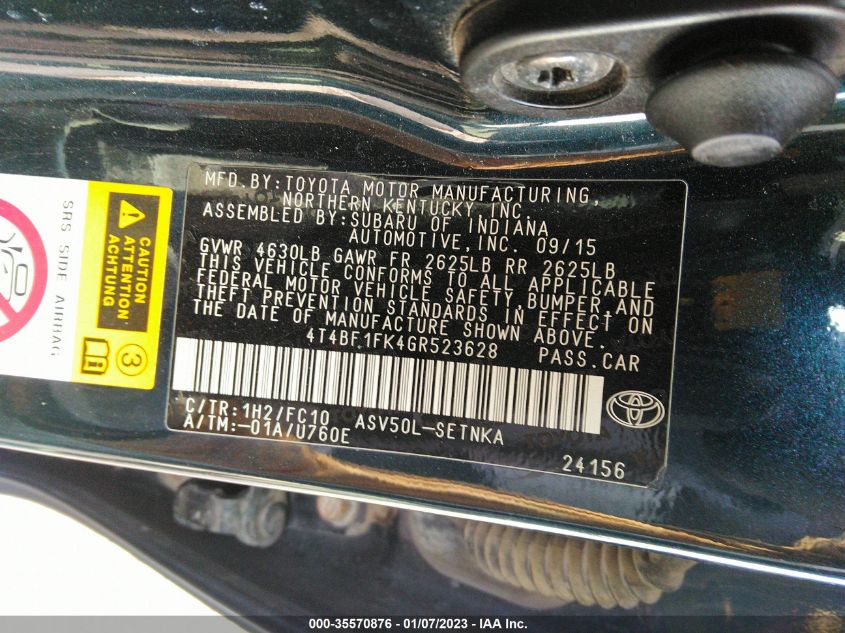 MFD.BY:TOYOTA MOTOR MANUFACTURING,
NORTHERN KENTUCKY INC.
ASSEMBLED BY:SUBARU OF INDIANA
AUTOMOTIVE,INC. 09/15
GVWR 4630LB GAWR FR 2625LB RR 2625LB
THIS VEHICLE CONFORMS TO ALL APPLICABLE
FEDERAL MOTOR VEHICLE SAFETY,BUMPER,AND
THEFT PREVENTION STANDARDS IN EFFECT ON
THE DATE OF MANUFACTURE SHOWN ABOVE.
4T4BF1FK4GR523628 PASS.CAR
C/TR:1H2/FC10 ASV50L-SETNKA
A/TM:-01A/U760E
TOYOTA
24156
SRS SIDE AIRBAG
CAUTION
ATTENTION
ACHTUNG
3
000-35570876 / 01/07/2023 - IAA Inc.